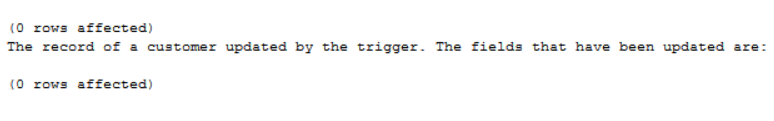 (0 rows affected)
The record of a customer updated by the trigger. The fields that have been updated are:
(0 rows affected)